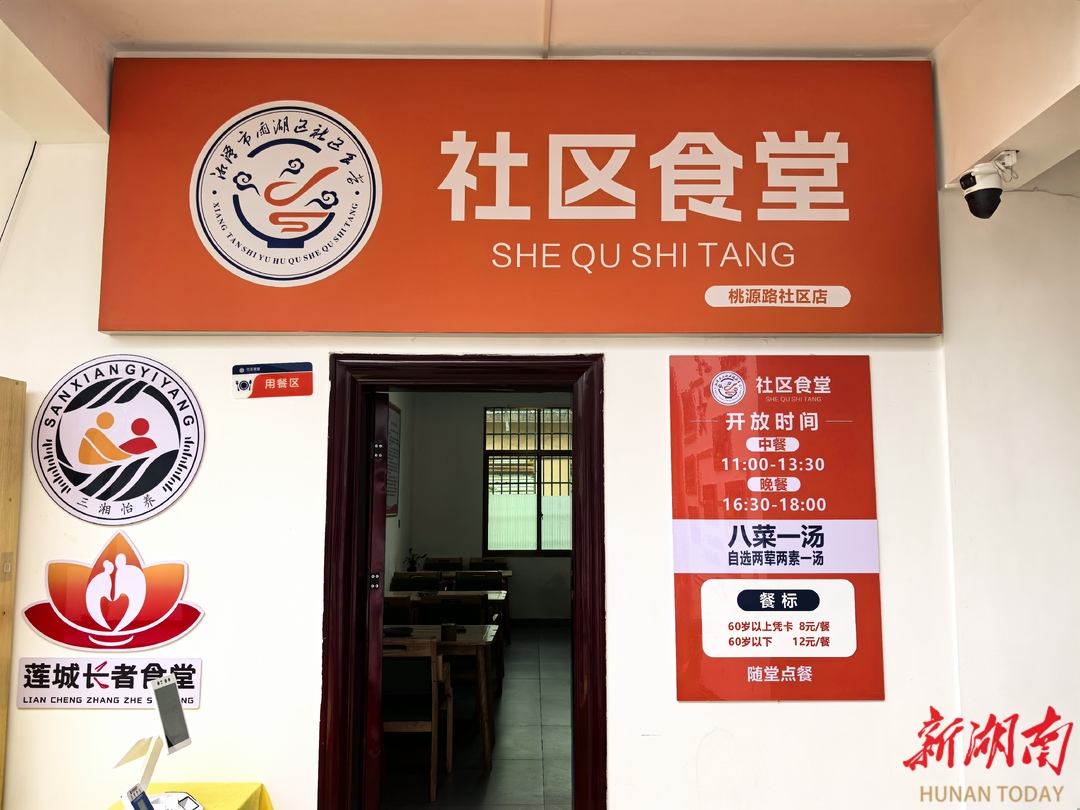 湘潭市雨湖区社区食堂
XIANG TAN SHI YU HU QU SHE QU SHI TANG
社区食堂
SHE QU SHI TANG
桃源路社区店
SANXIANGYIYANG
三湘怡养
用餐区
莲城长者食堂
LIAN CHENG ZHANG ZHE S
NG
社区食堂
SHE QU SHI TANG
开放时间
中餐
11:00-13:30
晚餐
16:30-18:00
八菜一汤
自选两荤两素一汤
餐标
60岁以上凭卡 8元/餐
60岁以下 12元/餐
随堂点餐
新湖南
HUNAN TODAY